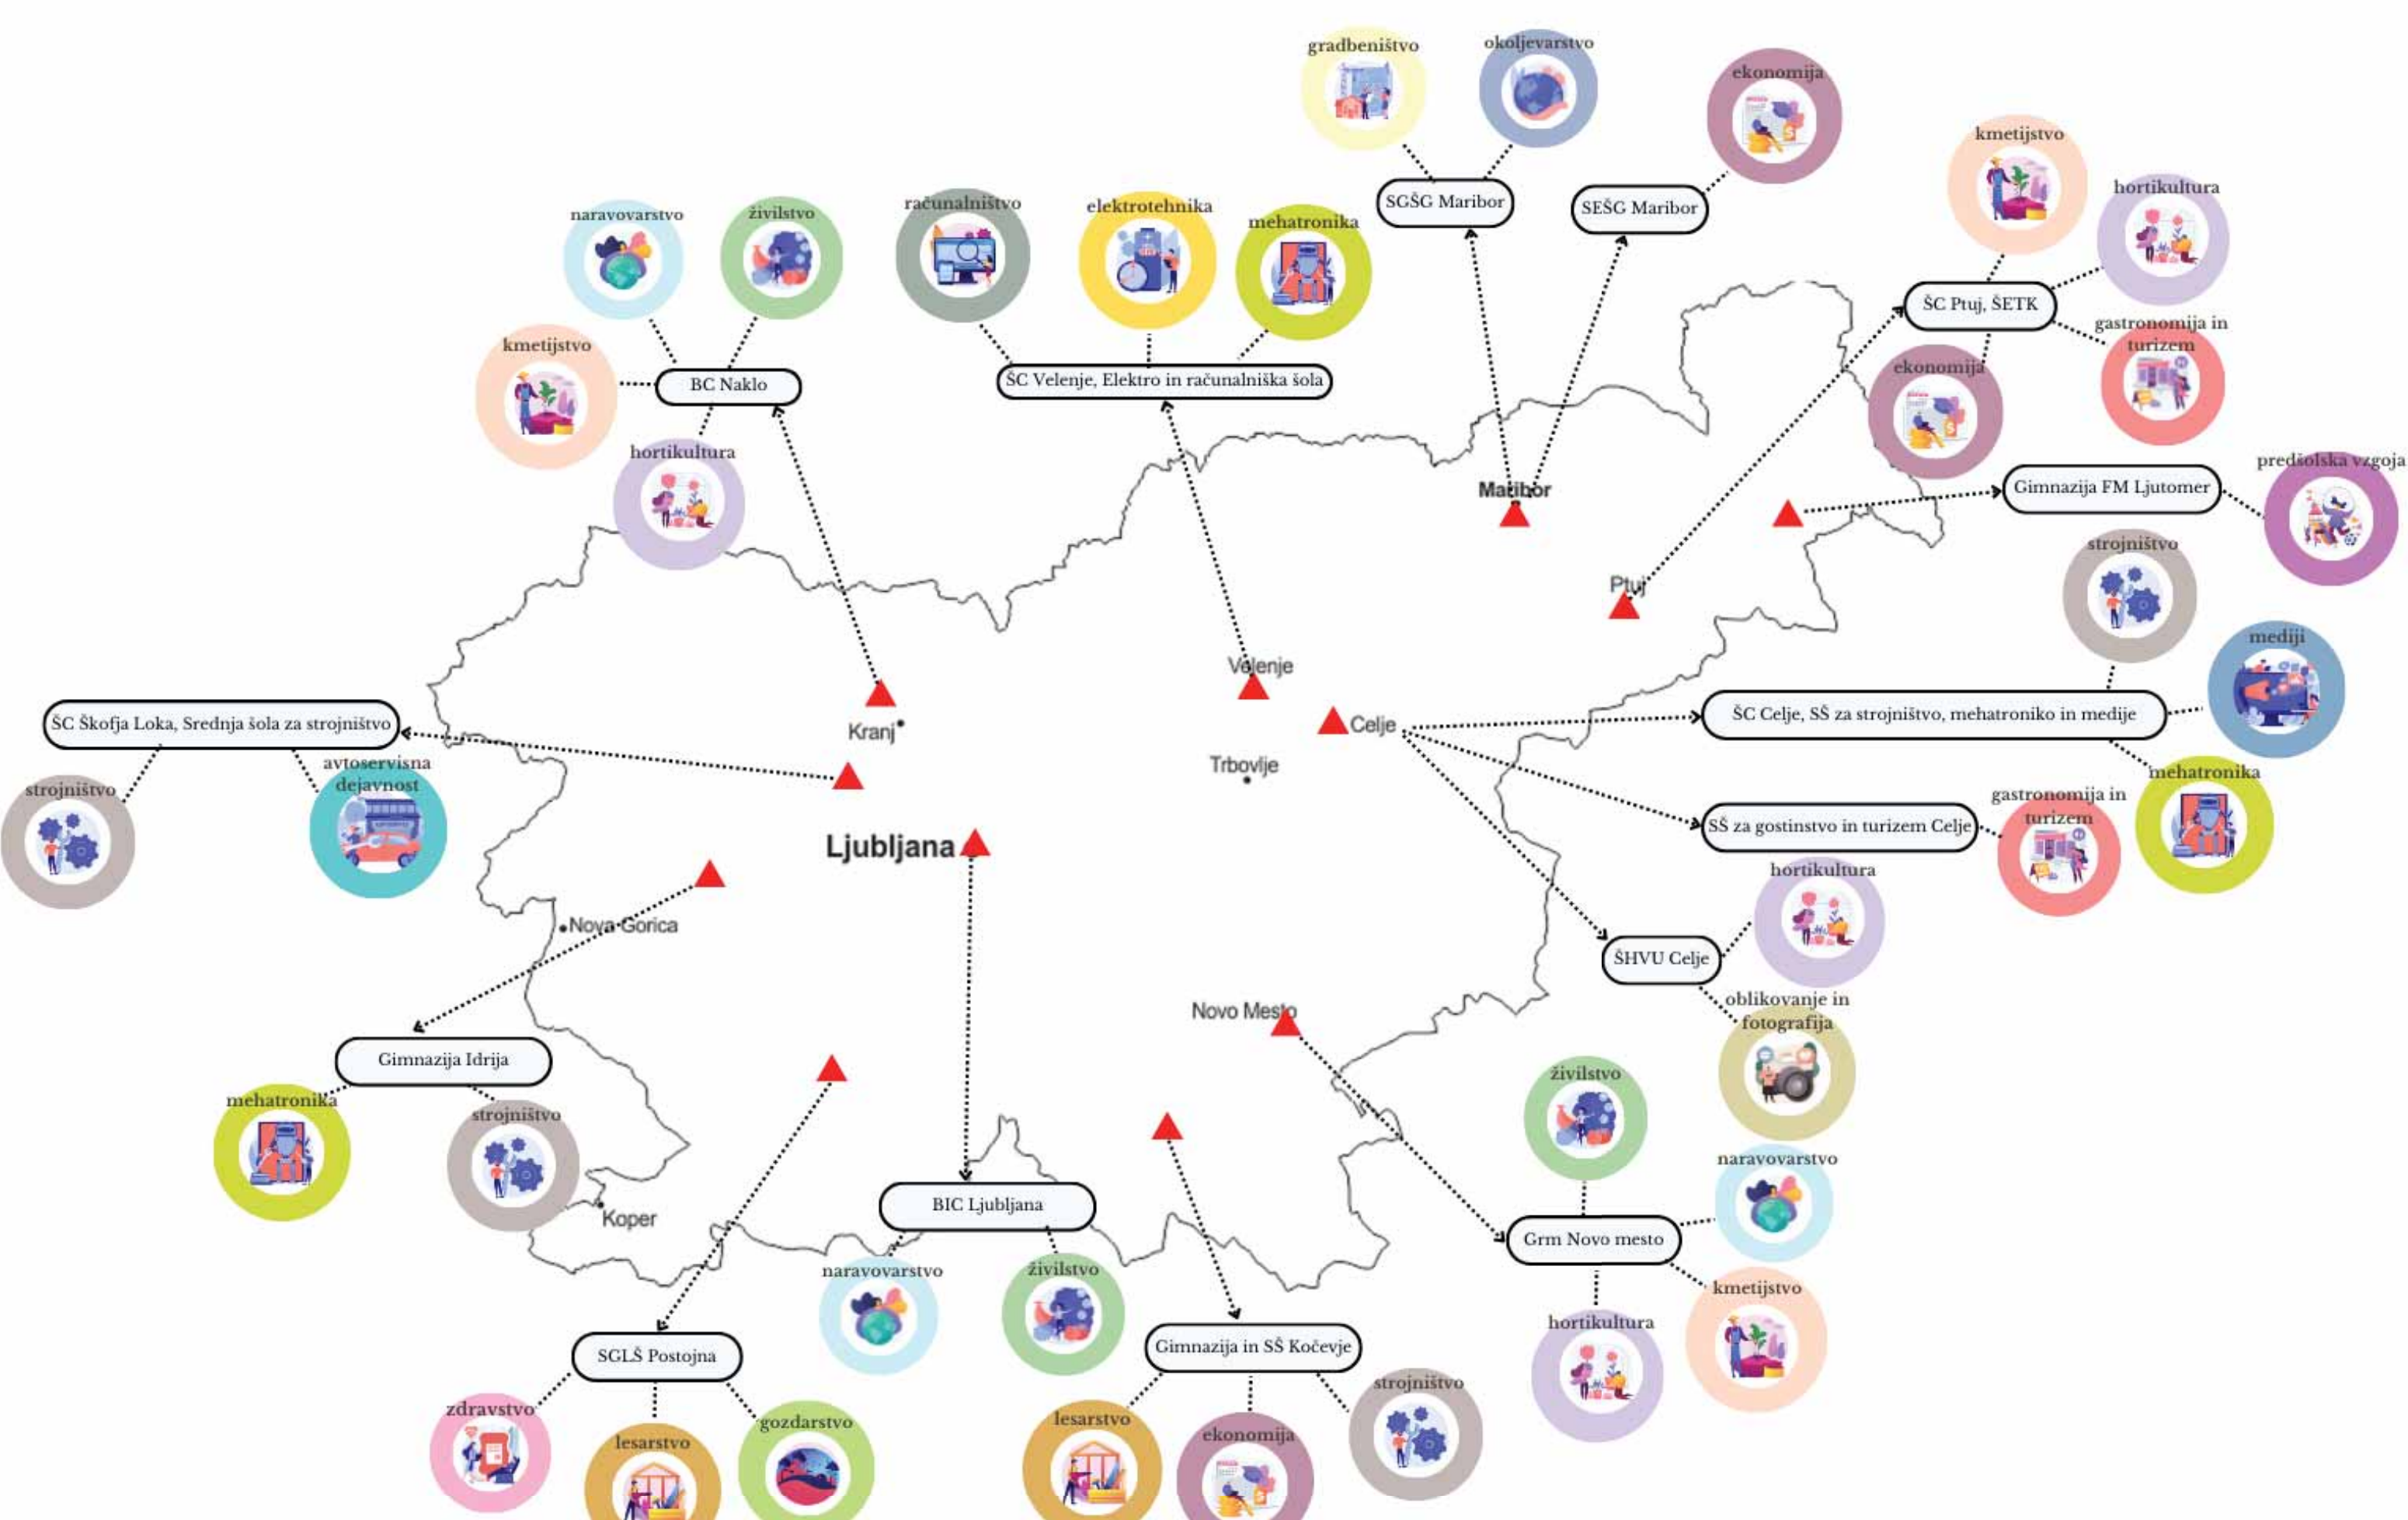 gradbeništvo
okoljevarstvo
ekonomija
SGŠG Maribor
SEŠG Maribor
kmetijstvo
hortikultura
ŠC Ptuj, ŠETK
gastronomija in
turizem
ekonomija
naravovarstvo
živilstvo
kmetijstvo
BC Naklo
hortikultura
računalništvo
elektrotehnika
mehatronika
ŠC Velenje, Elektro in računalniška šola
Maribor
Gimnazija FM Ljutomer
predšolska vzgoja
Ptuj
Velenje
Kranj
Celje
Trbovlje
strojništvo
mediji
ŠC Celje, SŠ za strojništvo, mehatroniko in medije
mehatronika
ŠC Škofja Loka, Srednja šola za strojništvo
strojništvo
avtoservisna
dejavnost
SŠ za gostinstvo in turizem Celje
gastronomija in
turizem
Ljubljana
Nova Gorica
hortikultura
ŠHVU Celje
oblikovanje in
fotografija
Novo Mesto
Gimnazija Idrija
mehatronika
strojništvo
Koper
živilstvo
naravovarstvo
Grm Novo mesto
kmetijstvo
hortikultura
BIC Ljubljana
naravovarstvo
živilstvo
SGLŠ Postojna
zdravstvo
lesarstvo
gozdarstvo
Gimnazija in SŠ Kočevje
lesarstvo
ekonomija
strojništvo